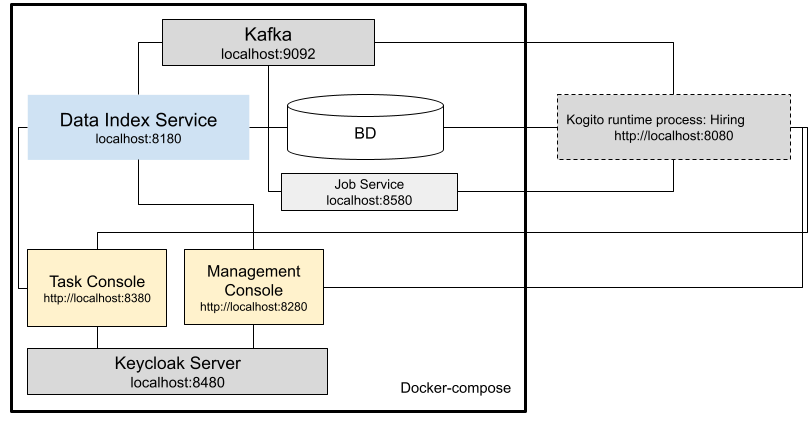 Kafka
localhost:9092
Data Index Service
localhost:8180
BD
Kogito runtime process: Hiring
http://localhost:8080
Job Service
localhost:8580
Task Console
http://localhost:8380
Management
Console
http://localhost:8280
Keycloak Server
localhost:8480
Docker-compose